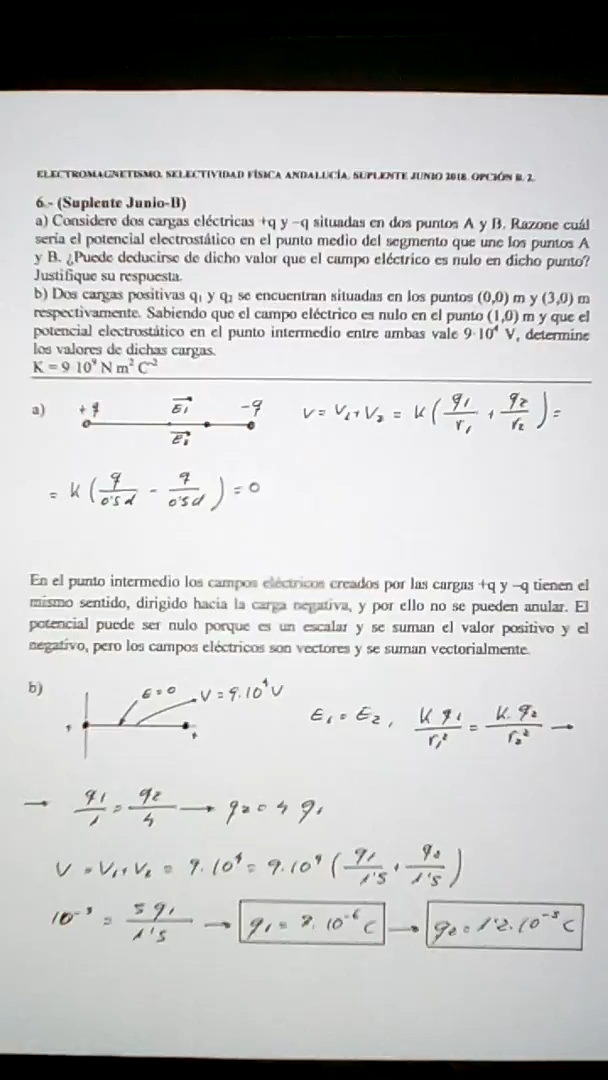 ELECTROMAGNETISMO. SELECTIVIDAD FÍSICA ANDALUCÍA. SUPLENTE JUNIO 2018. OPCIÓN B. 2.
6.- (Suplente Junio-B)
a) Considere dos cargas eléctricas +q y –q situadas en dos puntos A y B. Razone cuál
sería el potencial electrostático en el punto medio del segmento que une los puntos A
y B. ¿Puede deducirse de dicho valor que el campo eléctrico es nulo en dicho punto?
Justifique su respuesta.
b) Dos cargas positivas q₁ y q₂ se encuentran situadas en los puntos (0,0) m y (3,0) m
respectivamente. Sabiendo que el campo eléctrico es nulo en el punto (1,0) m y que el
potencial electrostático en el punto intermedio entre ambas vale 9·10⁴ V, determine
los valores de dichas cargas.
K = 9 10⁹ N m² C⁻²
a) +q E₁ -q V = V₁ + V₂ = K (q₁/r₁ + q₂/r₂) =
E₂
= K (q/0'5d - q/0'5d) = 0
En el punto intermedio los campos eléctricos creados por las cargas +q y –q tienen el
mismo sentido, dirigido hacia la carga negativa, y por ello no se pueden anular. El
potencial puede ser nulo porque es un escalar y se suman el valor positivo y el
negativo, pero los campos eléctricos son vectores y se suman vectorialmente.
b) E=0 V = 9.10⁴V E₁ = E₂, K q₁/r₁² = K. q₂/r₂² →
+ +
→ q₁/1 = q₂/4 → q₂ = 4 q₁
V = V₁ + V₂ = 9.10⁴ = 9.10⁹ (q₁/1'5 + q₂/1'5)
10⁻⁵ = 5q₁/1'5 → q₁ = 3.10⁻⁶ C → q₂ = 1'2.10⁻⁵ C